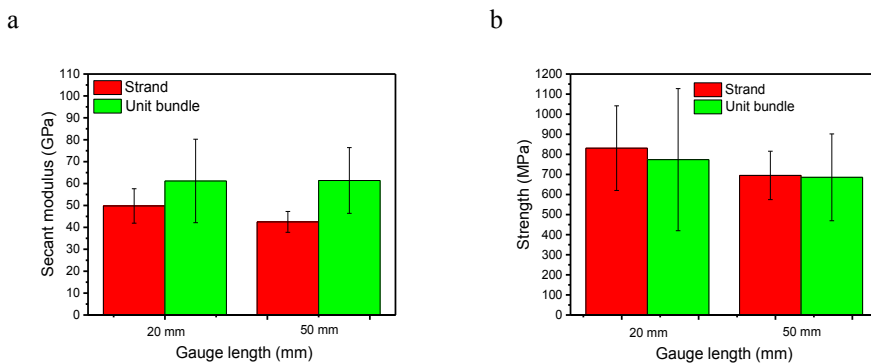 a
110
100
90
80
70
60
50
40
30
20
10
0
Secant modulus (GPa)
Strand
Unit bundle
20 mm
50 mm
Gauge length (mm)
b
1200
1100
1000
900
800
700
600
500
400
300
200
100
0
Strength (MPa)
Strand
Unit bundle
20 mm
50 mm
Gauge length (mm)